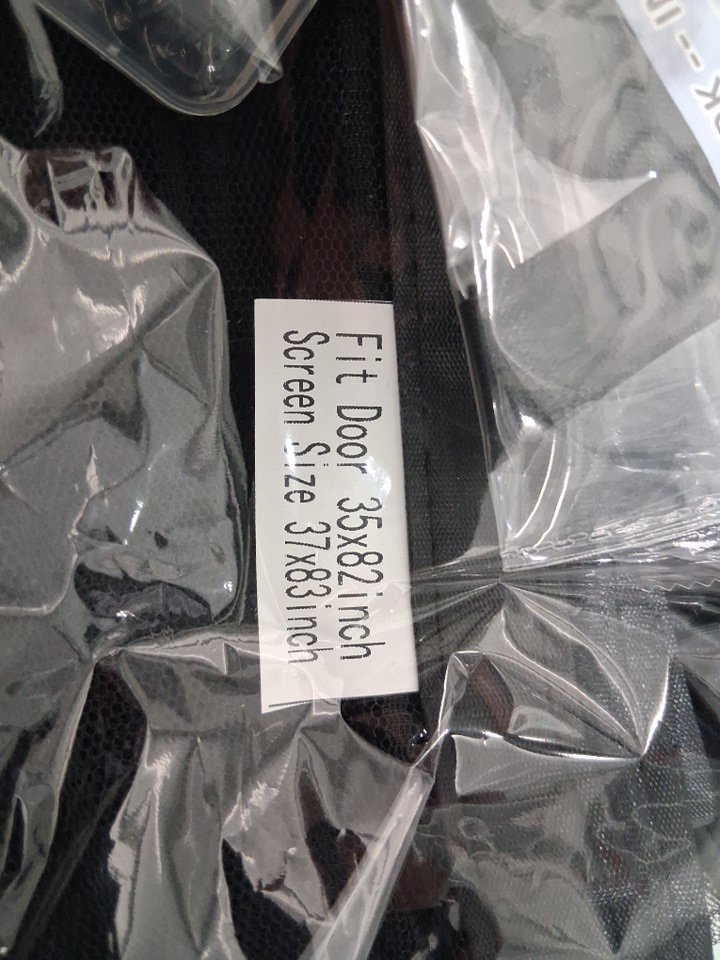 Fit Door 35x82inch
Screen Size 37x83inch